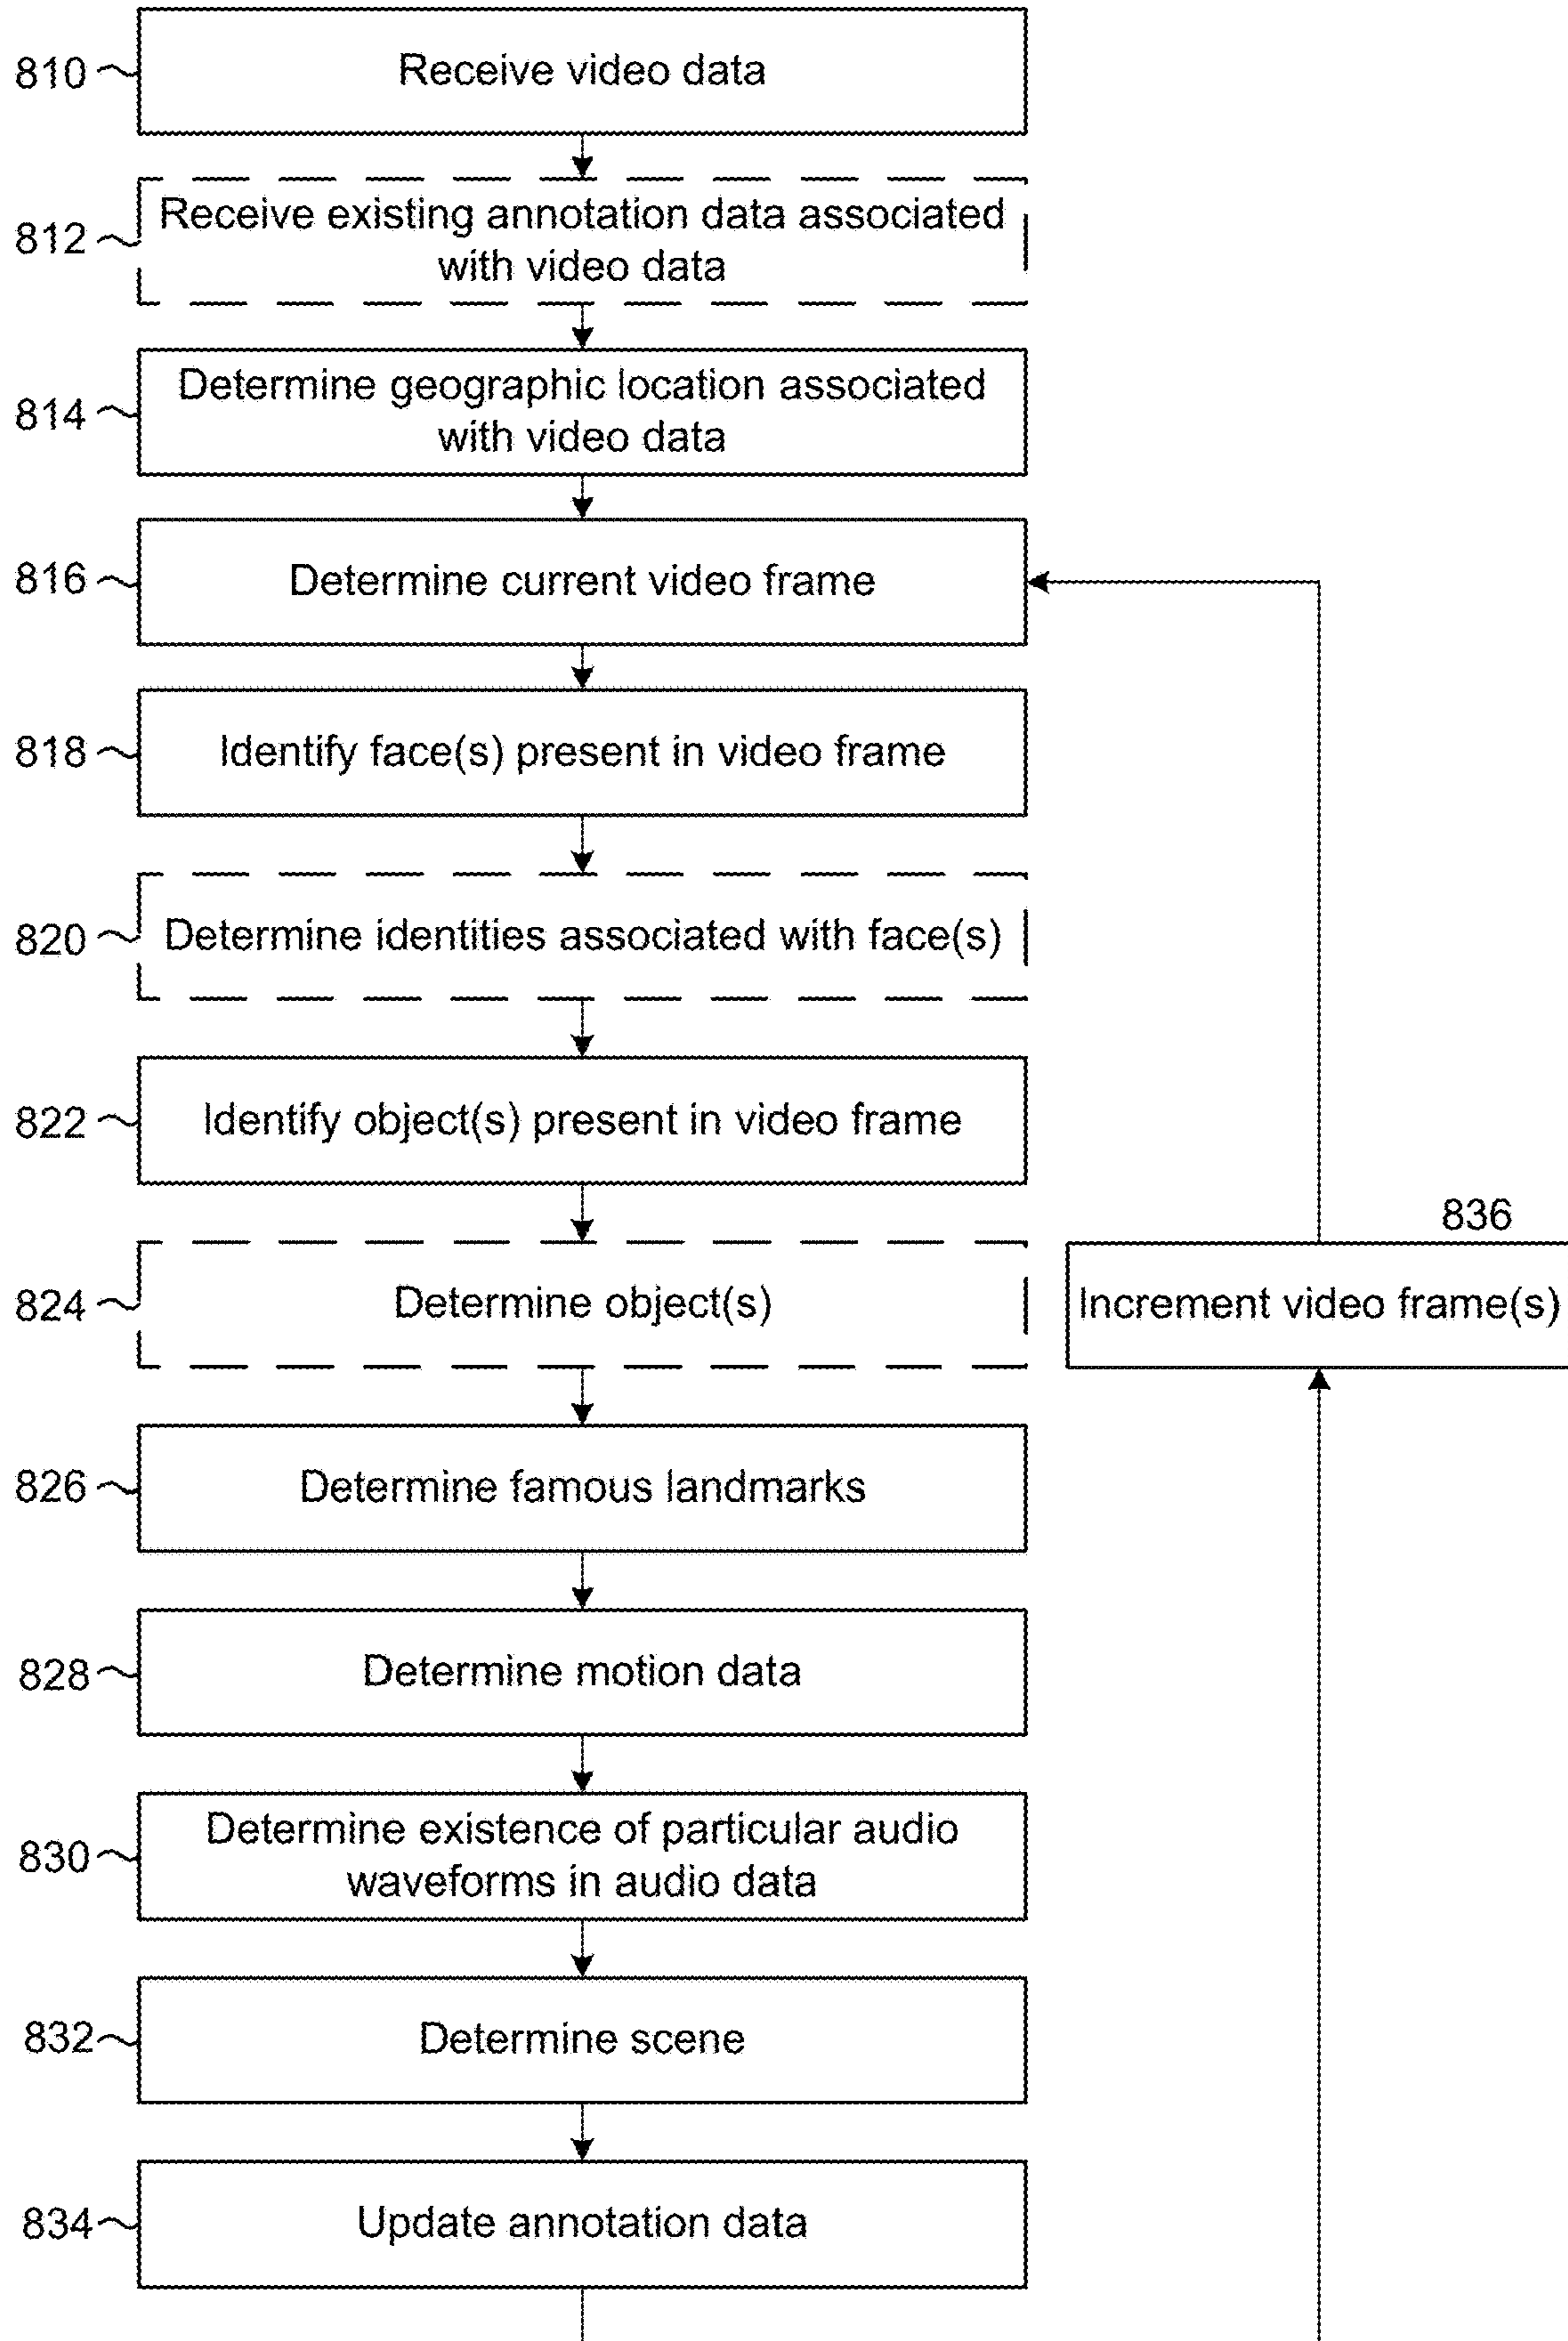 810
Receive video data
812
Receive existing annotation data associated
with video data
814
Determine geographic location associated
with video data
816
Determine current video frame
818
Identify face(s) present in video frame
820
Determine identities associated with face(s)
822
Identify object(s) present in video frame
836
824
Determine object(s)
Increment video frame(s)
826
Determine famous landmarks
828
Determine motion data
830
Determine existence of particular audio
waveforms in audio data
832
Determine scene
834
Update annotation data